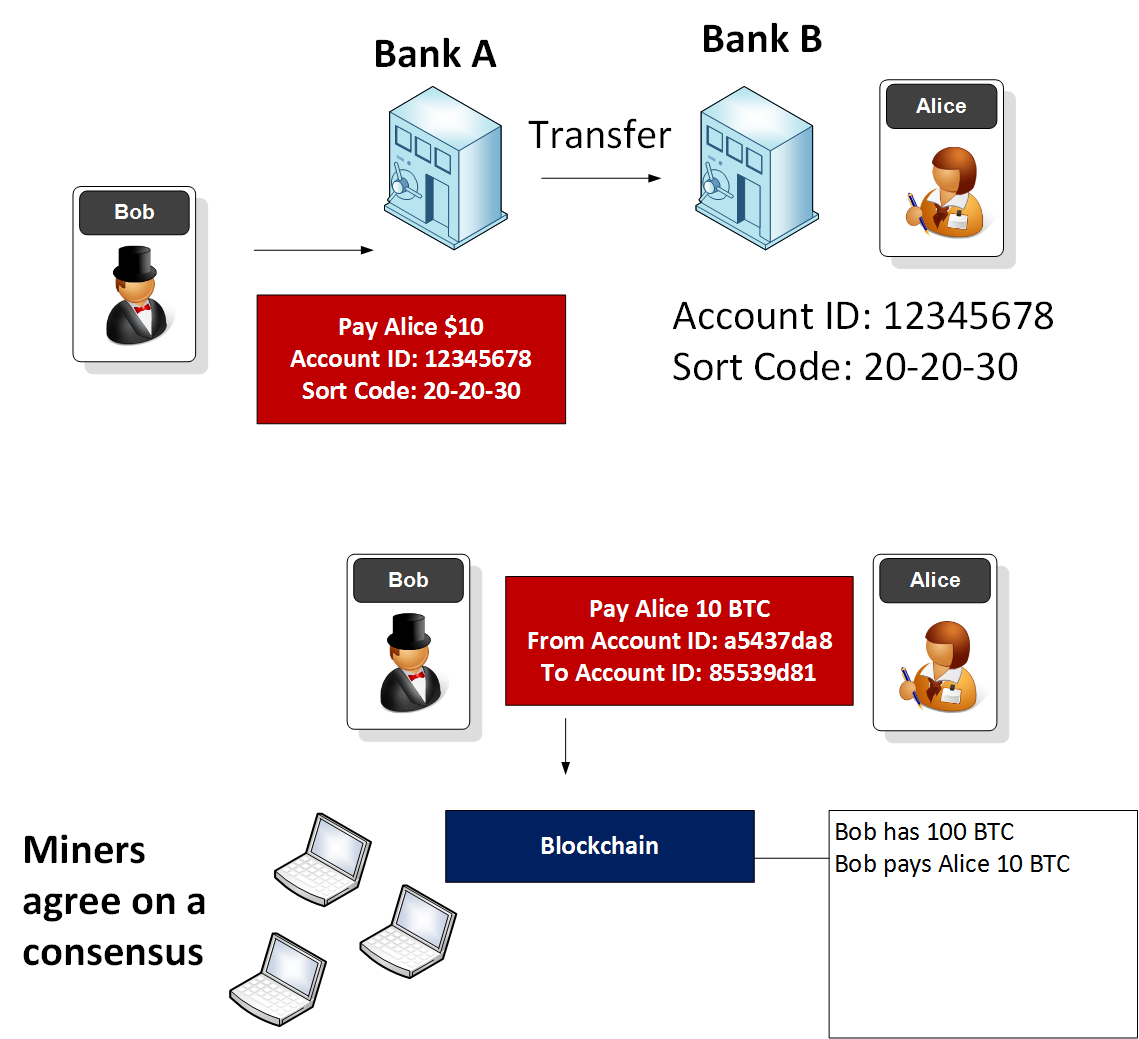 Bank A
Bank B
Transfer
Alice
Bob
Pay Alice $10
Account ID: 12345678
Sort Code: 20-20-30
Account ID: 12345678
Sort Code: 20-20-30
Bob
Pay Alice 10 BTC
From Account ID: a5437da8
To Account ID: 85539d81
Alice
Miners
agree on a
consensus
Blockchain
Bob has 100 BTC
Bob pays Alice 10 BTC